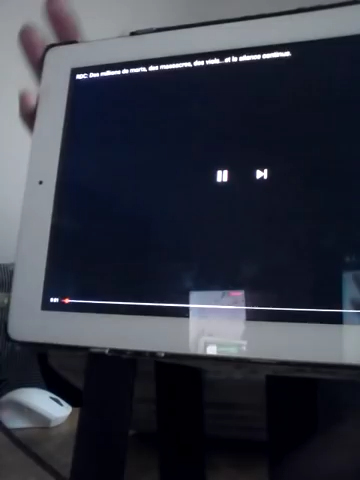 RDC: Des millions de morts, des massacres, des viols...et le silence continue.